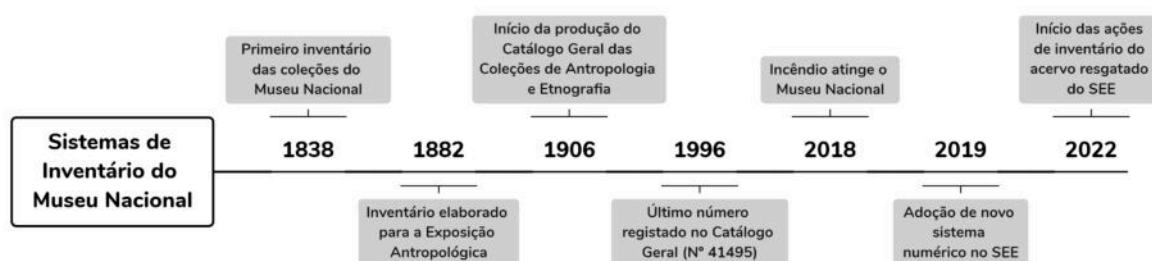 Sistemas de
Inventário do
Museu Nacional
Primeiro inventário
das coleções do
Museu Nacional
1838
1882
Inventário elaborado
para a Exposição
Antropológica
Início da produção do
Catálogo Geral das
Coleções de Antropologia
e Etnografia
1906
1996
Último número
registado no Catálogo
Geral (Nº 41495)
Incêndio atinge o
Museu Nacional
2018
2019
Adoção de novo
sistema
numérico no SEE
Início das ações
de inventário do
acervo resgatado
do SEE
2022